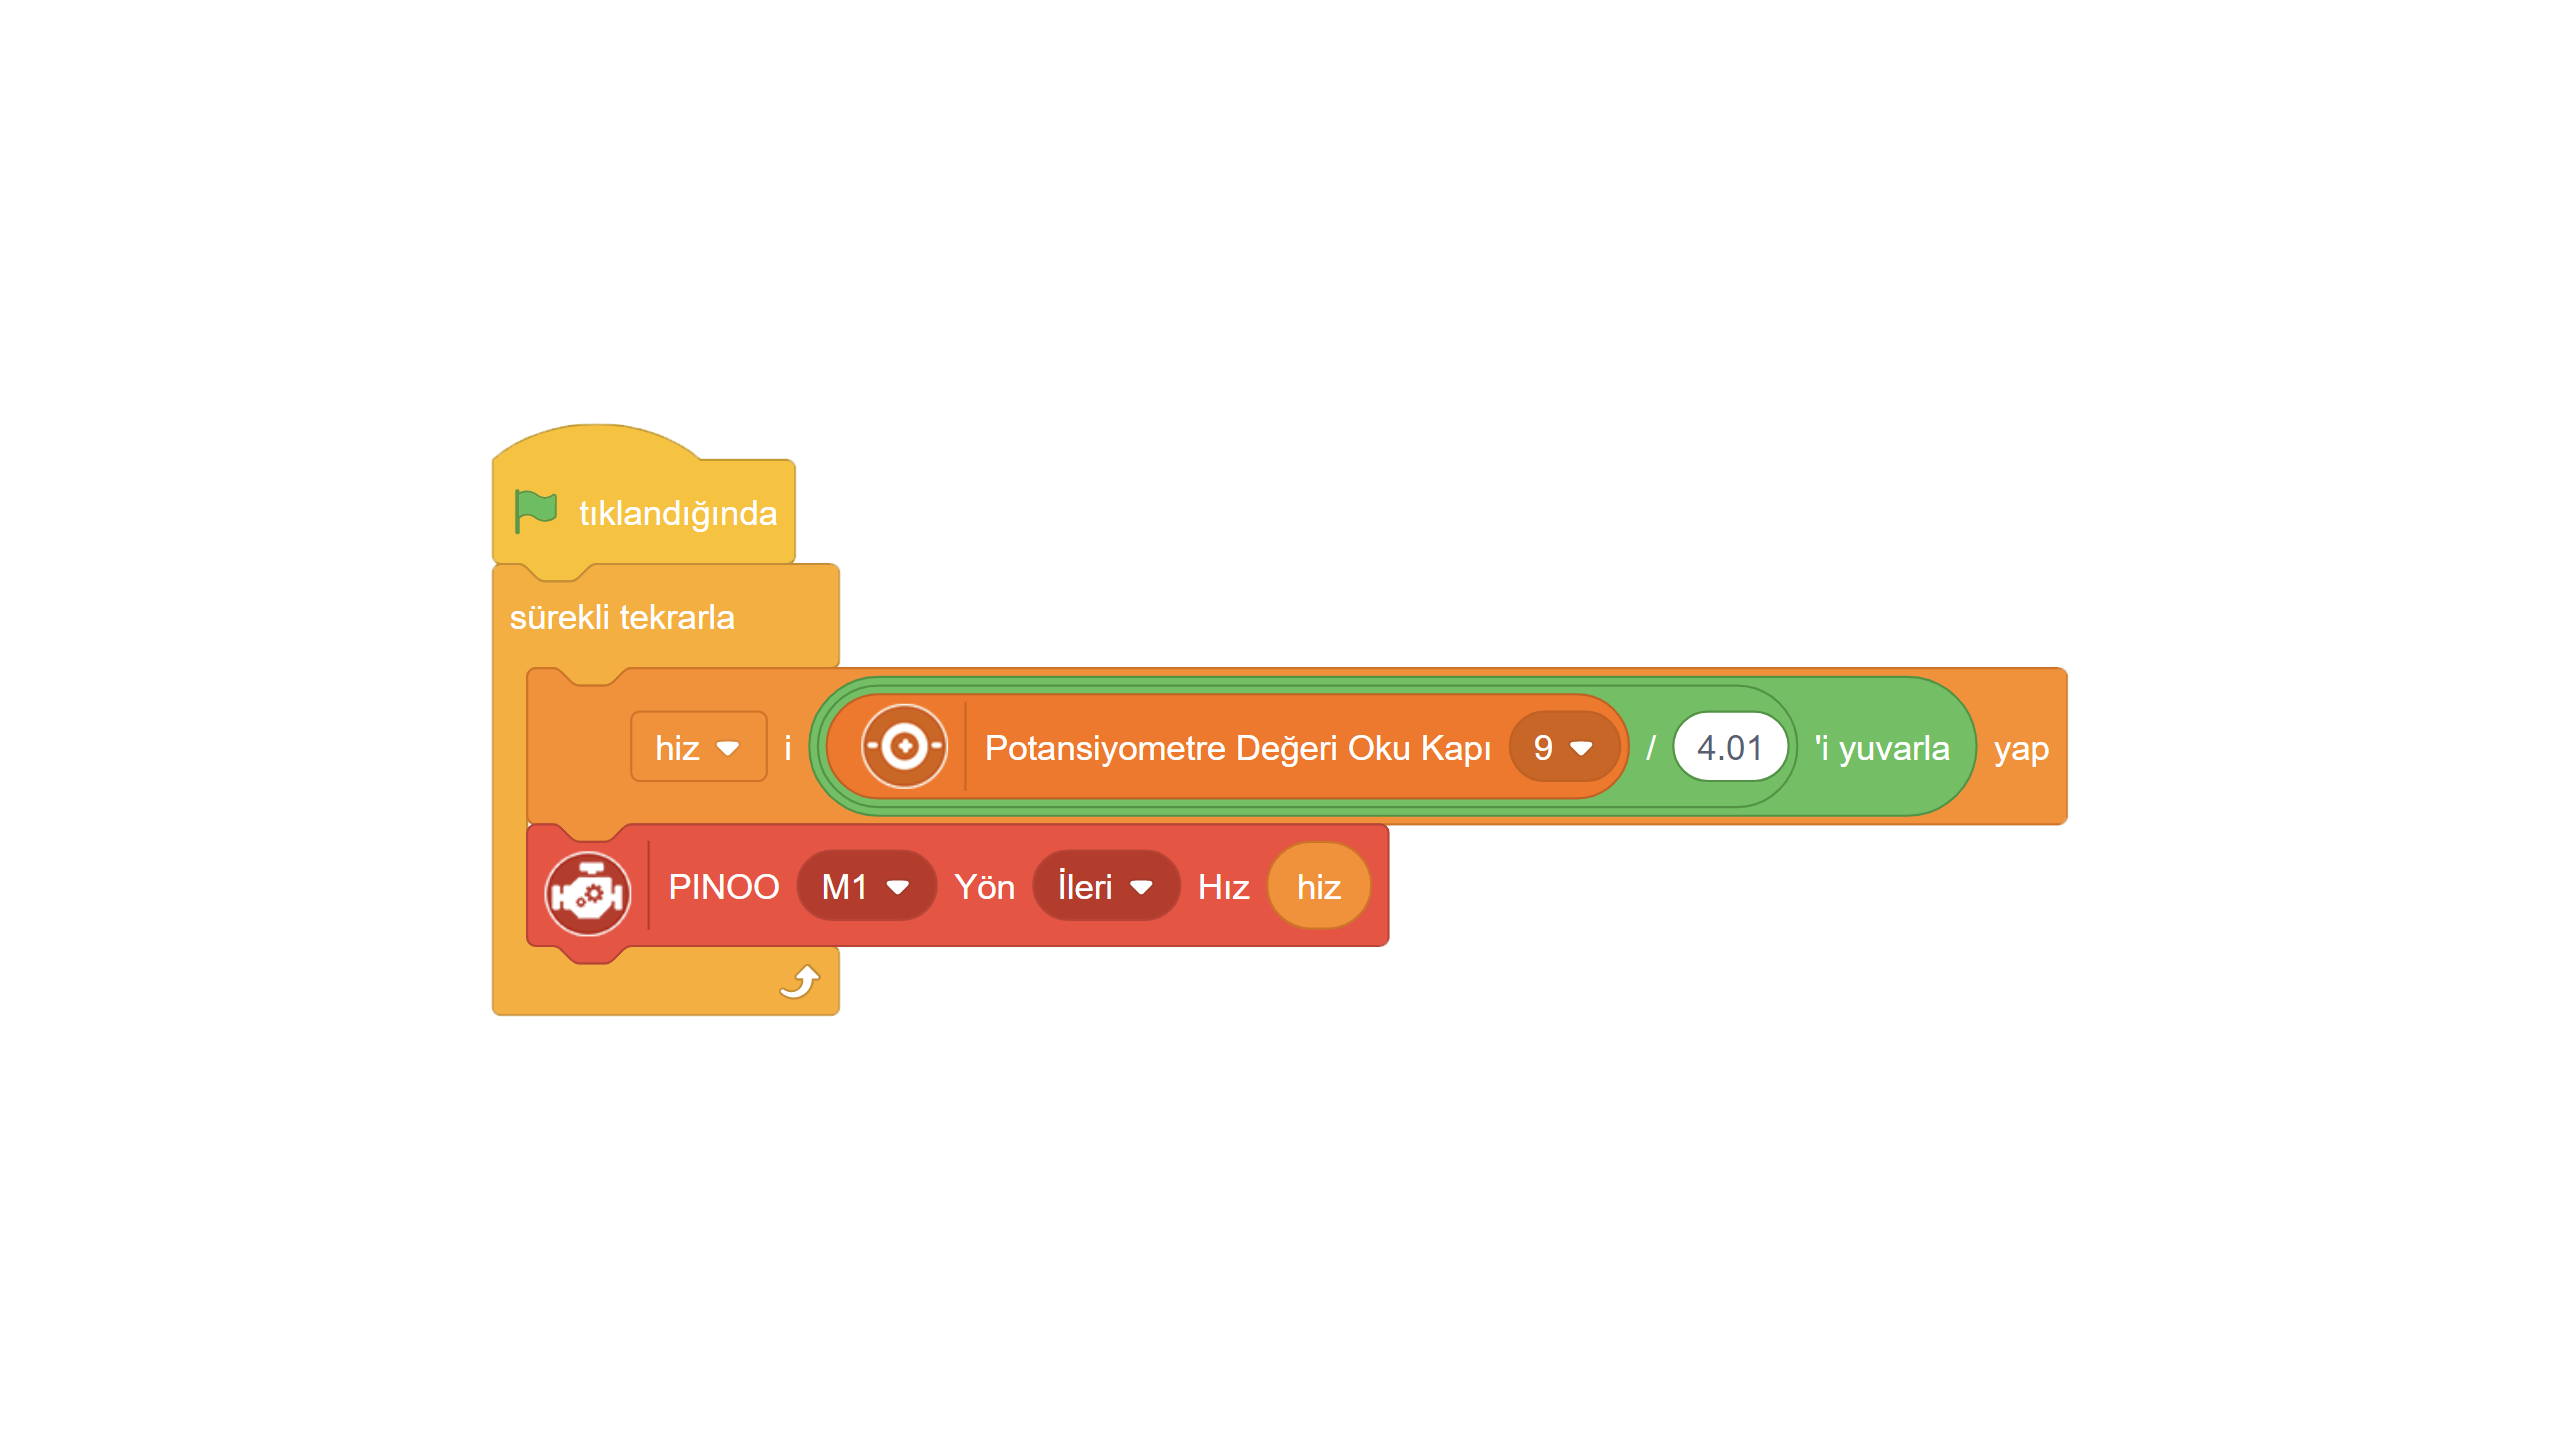 tıklandığında
sürekli tekrarla
hiz i Potansiyometre Değeri Oku Kapı 9 / 4.01 'i yuvarla yap
PINOO M1 Yön İleri Hız hiz